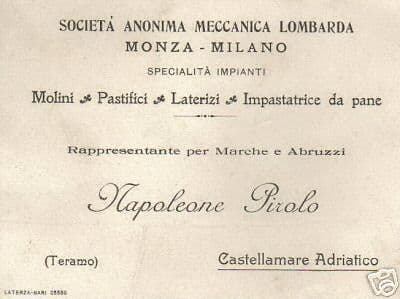 SOCIETÀ ANONIMA MECCANICA LOMBARDA
MONZA - MILANO
SPECIALITÀ IMPIANTI
Molini Pastifici Laterizi Impastatrice da pane
Rappresentante per Marche e Abruzzi
Napoleone Pirolo
(Teramo) Castellamare Adriatico
LATERZA-BARI 28580